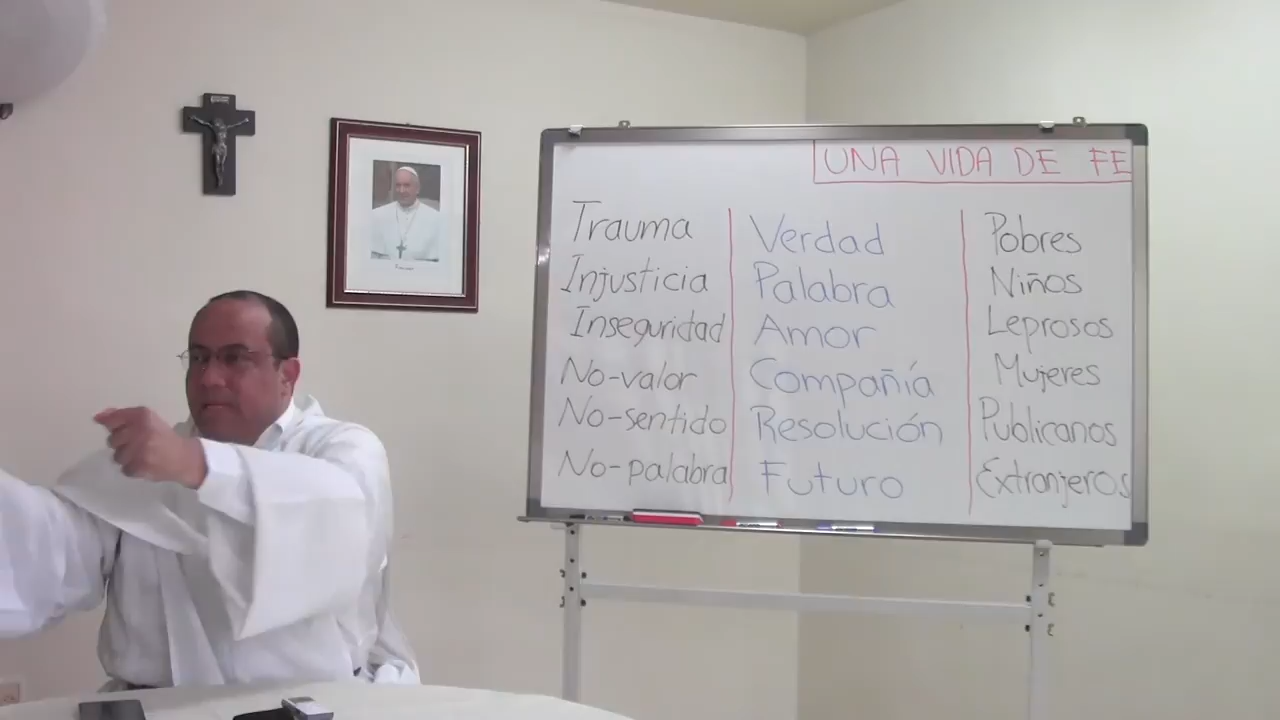 UNA VIDA DE FE
Trauma
Injusticia
Inseguridad
No-valor
No-sentido
No-palabra
Verdad
Palabra
Amor
Compañía
Resolución
Futuro
Pobres
Niños
Leprosos
Mujeres
Publicanos
Extranjeros